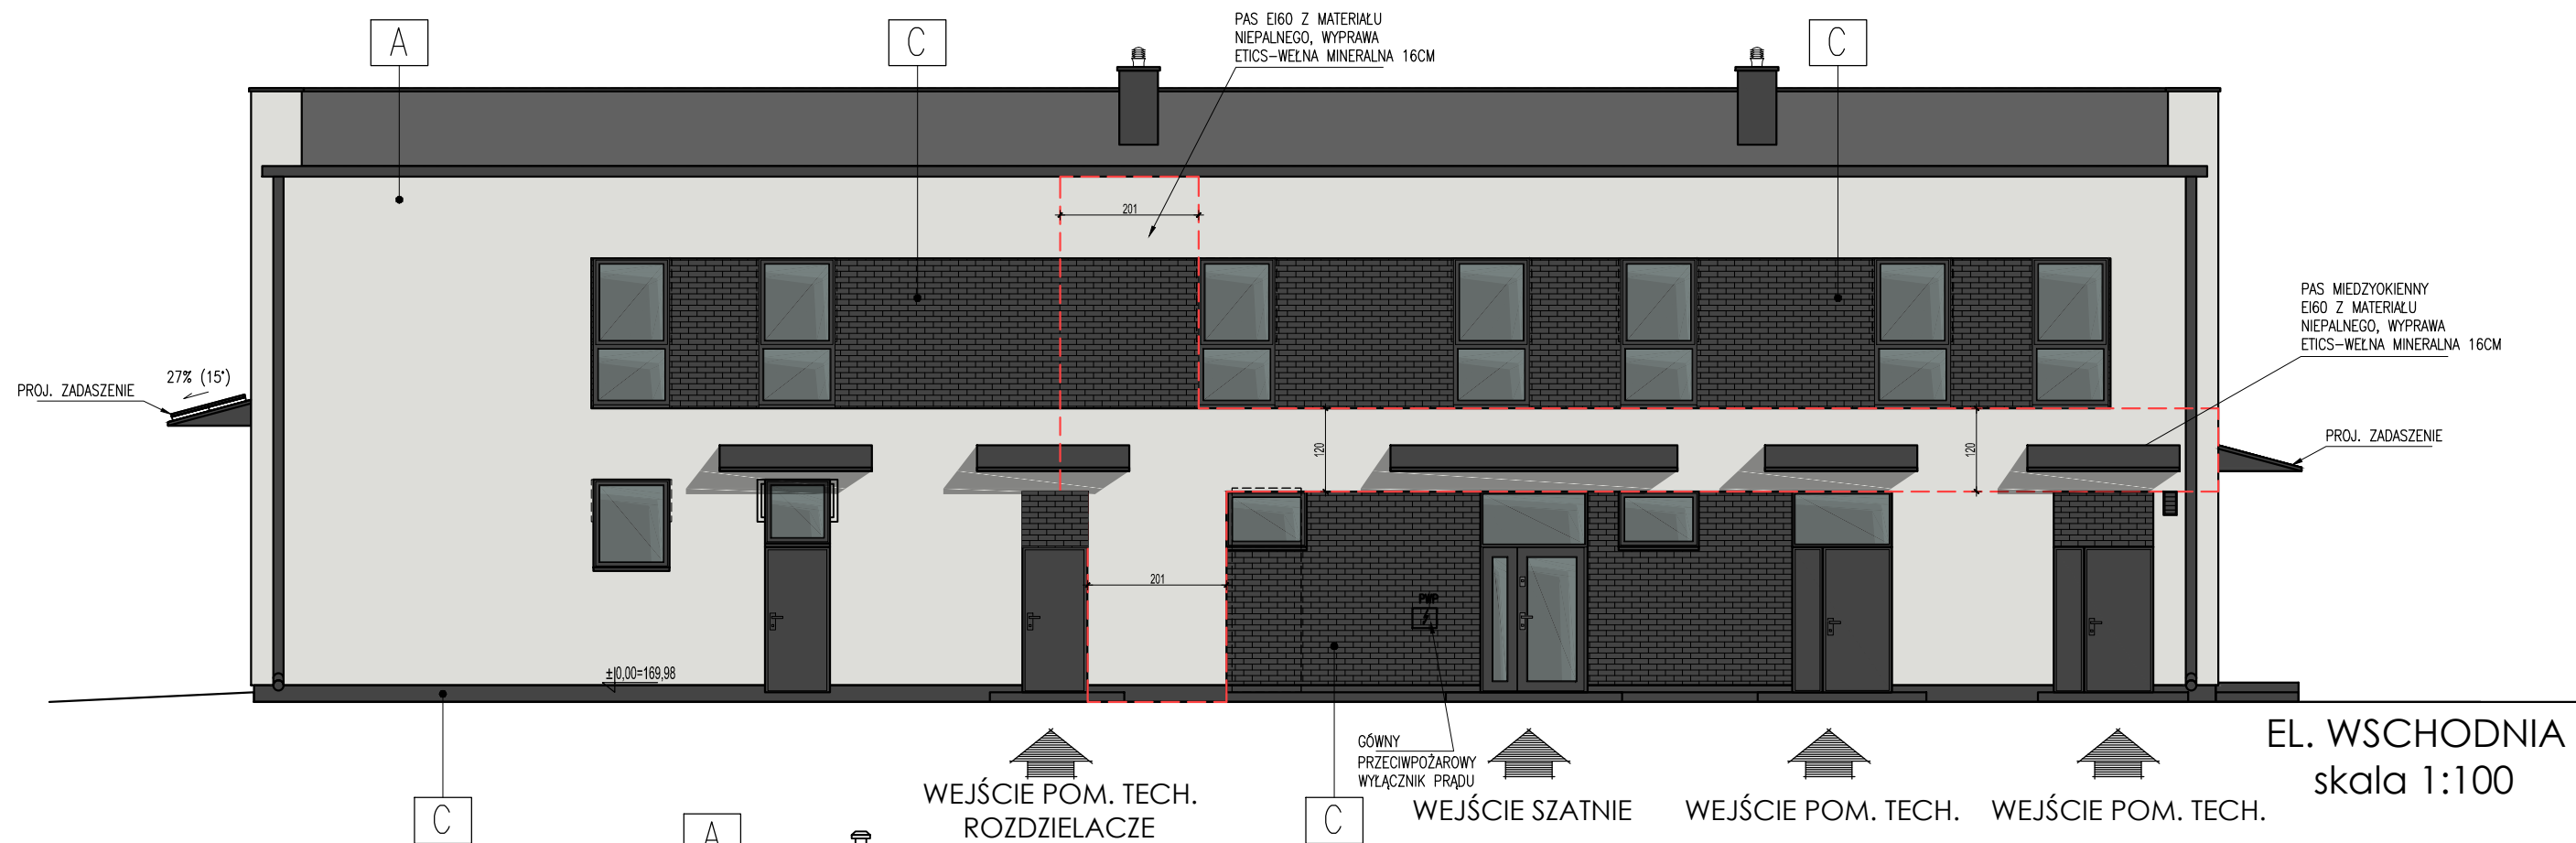 A
C
PAS EI60 Z MATERIAŁU
NIEPALNEGO, WYPRAWA
ETICS-WEŁNA MINERALNA 16CM
C
201
PAS MIEDZYOKIENNY
EI60 Z MATERIAŁU
NIEPALNEGO, WYPRAWA
ETICS-WEŁNA MINERALNA 16CM
27% (15°)
PROJ. ZADASZENIE
120
120
PROJ. ZADASZENIE
201
PWP
±0,00=169,98
GÓWNY
PRZECIWPOŻAROWY
WYŁĄCZNIK PRĄDU
EL. WSCHODNIA
skala 1:100
WEJŚCIE POM. TECH.
ROZDZIELACZE
WEJŚCIE SZATNIE
WEJŚCIE POM. TECH.
WEJŚCIE POM. TECH.
C
A
C